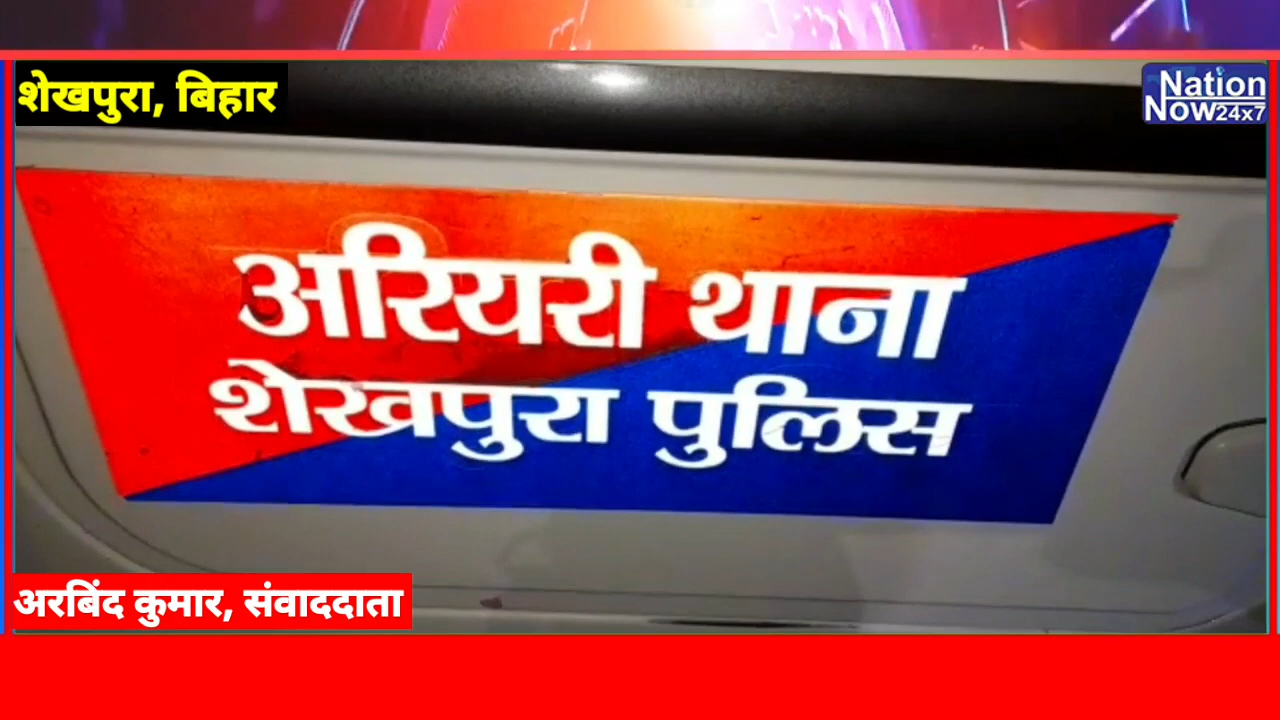 शेखपुरा, बिहार
Nation
Now24x7
अरियरी थाना
शेखपुरा पुलिस
अरबिंद कुमार, संवाददाता